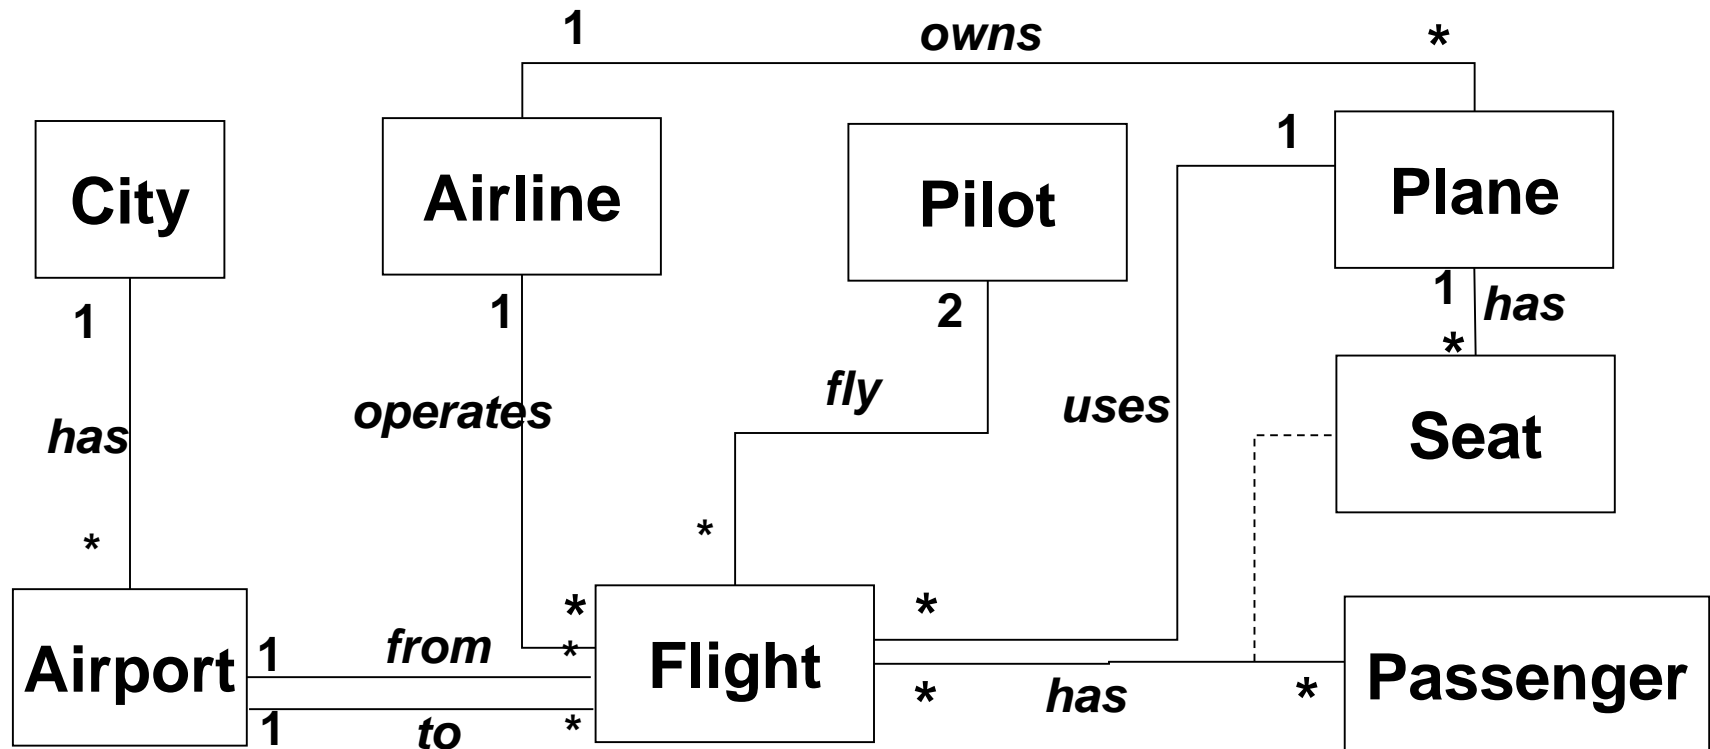 1 owns *
City Airline Pilot Plane
1
1 1 2 1 has
*
fly
operates uses
has Seat
* *
* *
Airport 1 from * Flight Passenger
1 to * * has *